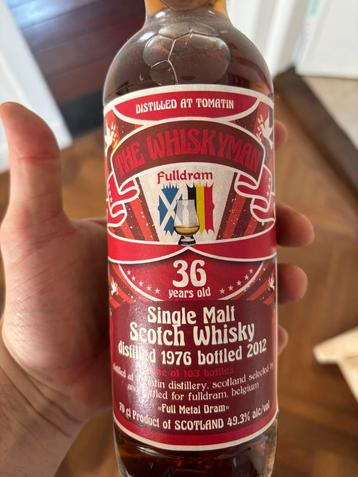 DISTILLED AT TOMATIN
THE WHISKYMAN
Fulldram
36
years old
Single Malt
Scotch Whisky
distilled 1976 bottled 2012
one of 103 bottles
distillery, scotland selected
and bottled for fulldram, belgium
«Full Metal Dram»
70 cl Product of SCOTLAND 49.3% alc/vol